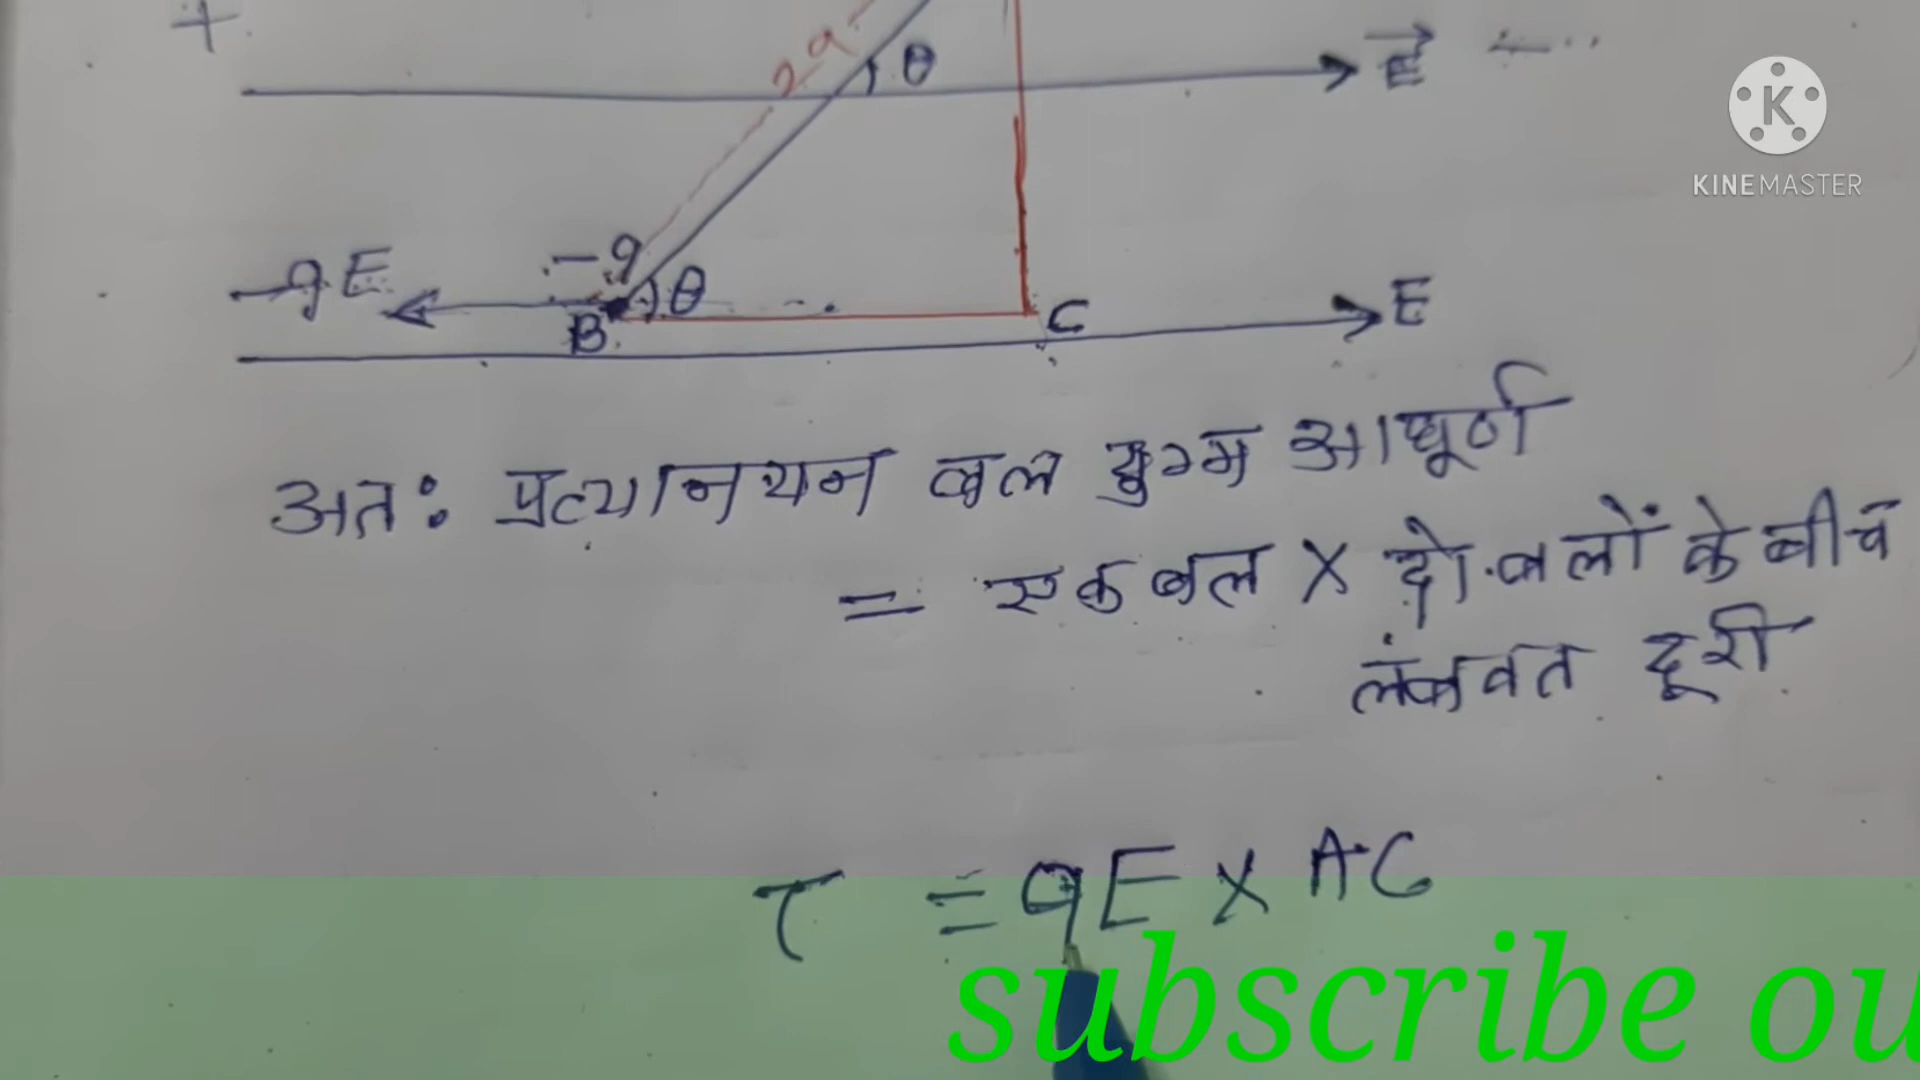 +
2a
θ
E
K
KINEMASTER
-qE
-q
θ
B
C
E
अतः प्रत्यानयन बल युग्म आघूर्ण
= एक बल X दो बलों के बीच
लंबवत दूरी
τ = qE X AC
subscribe ou